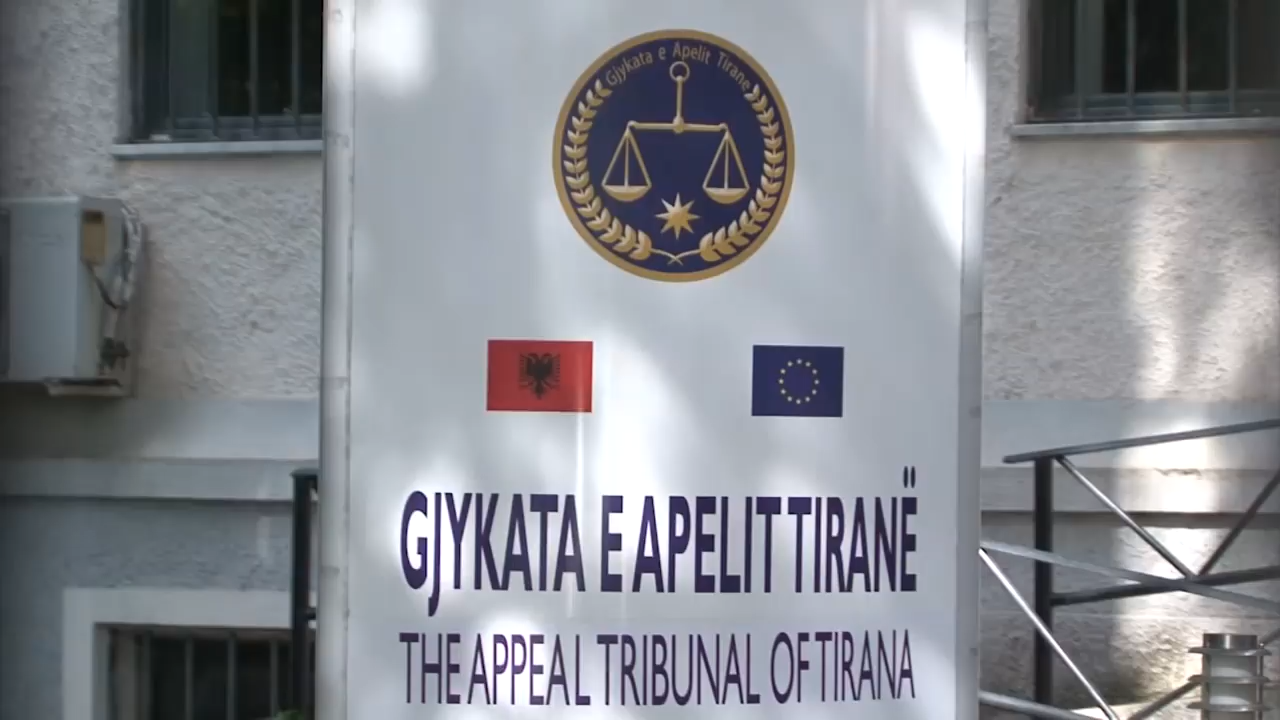 Gjykata e Apelit Tiranë
GJYKATA E APELIT TIRANË
THE APPEAL TRIBUNAL OF TIRANA